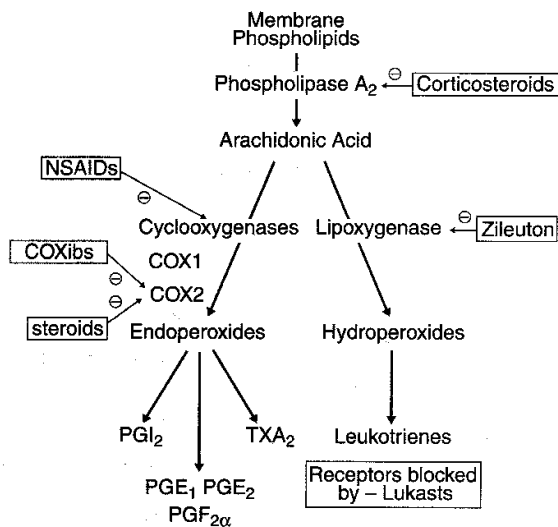 Membrane
Phospholipids
Phospholipase A₂ ⊖ Corticosteroids
Arachidonic Acid
NSAIDs
⊖
Cyclooxygenases Lipoxygenase ⊖ Zileuton
COXibs COX1
⊖
⊖ COX2
steroids
Endoperoxides Hydroperoxides
PGI₂ TXA₂ Leukotrienes
PGE₁ PGE₂
PGF₂α
Receptors blocked
by – Lukasts